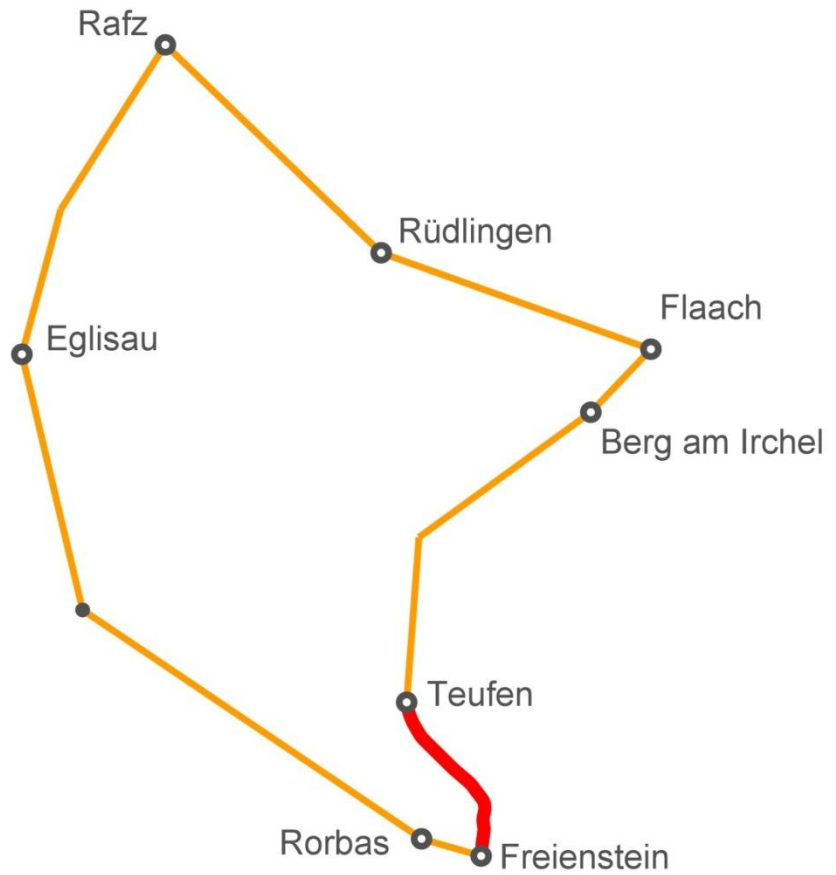 Rafz
Rüdlingen
Flaach
Eglisau
Berg am Irchel
Teufen
Rorbas
Freienstein